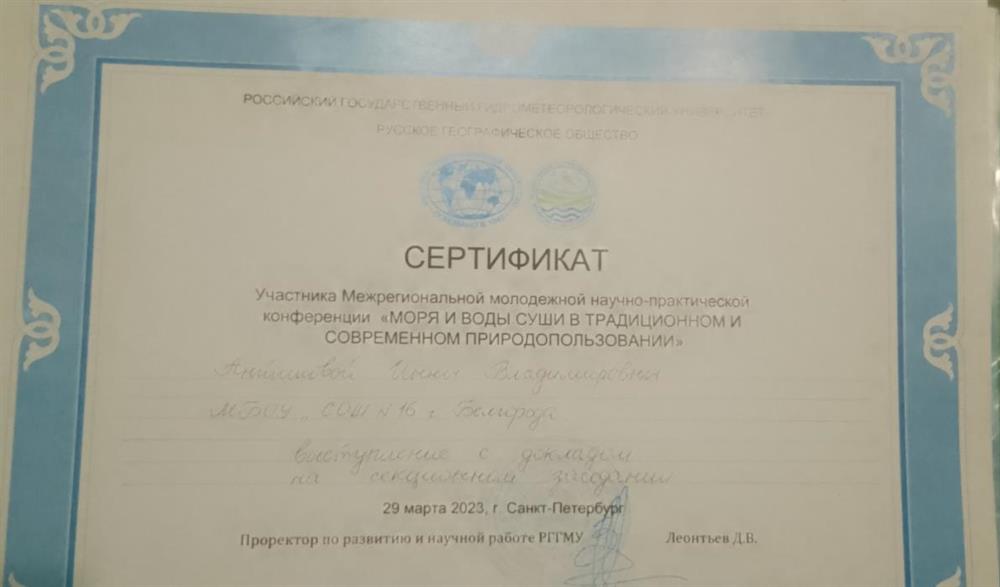 РОССИЙСКИЙ ГОСУДАРСТВЕННЫЙ ГИДРОМЕТЕОРОЛОГИЧЕСКИЙ УНИВЕРСИТЕТ
РУССКОЕ ГЕОГРАФИЧЕСКОЕ ОБЩЕСТВО
СЕРТИФИКАТ
Участника Межрегиональной молодежной научно-практической
конференции «МОРЯ И ВОДЫ СУШИ В ТРАДИЦИОННОМ И
СОВРЕМЕННОМ ПРИРОДОПОЛЬЗОВАНИИ»
Владимировны
МБОУ „СОШ N 16 г. Белгорода
выступление с докладом
на секционном заседании
29 марта 2023, г. Санкт-Петербург
Проректор по развитию и научной работе РГГМУ Леонтьев Д.В.